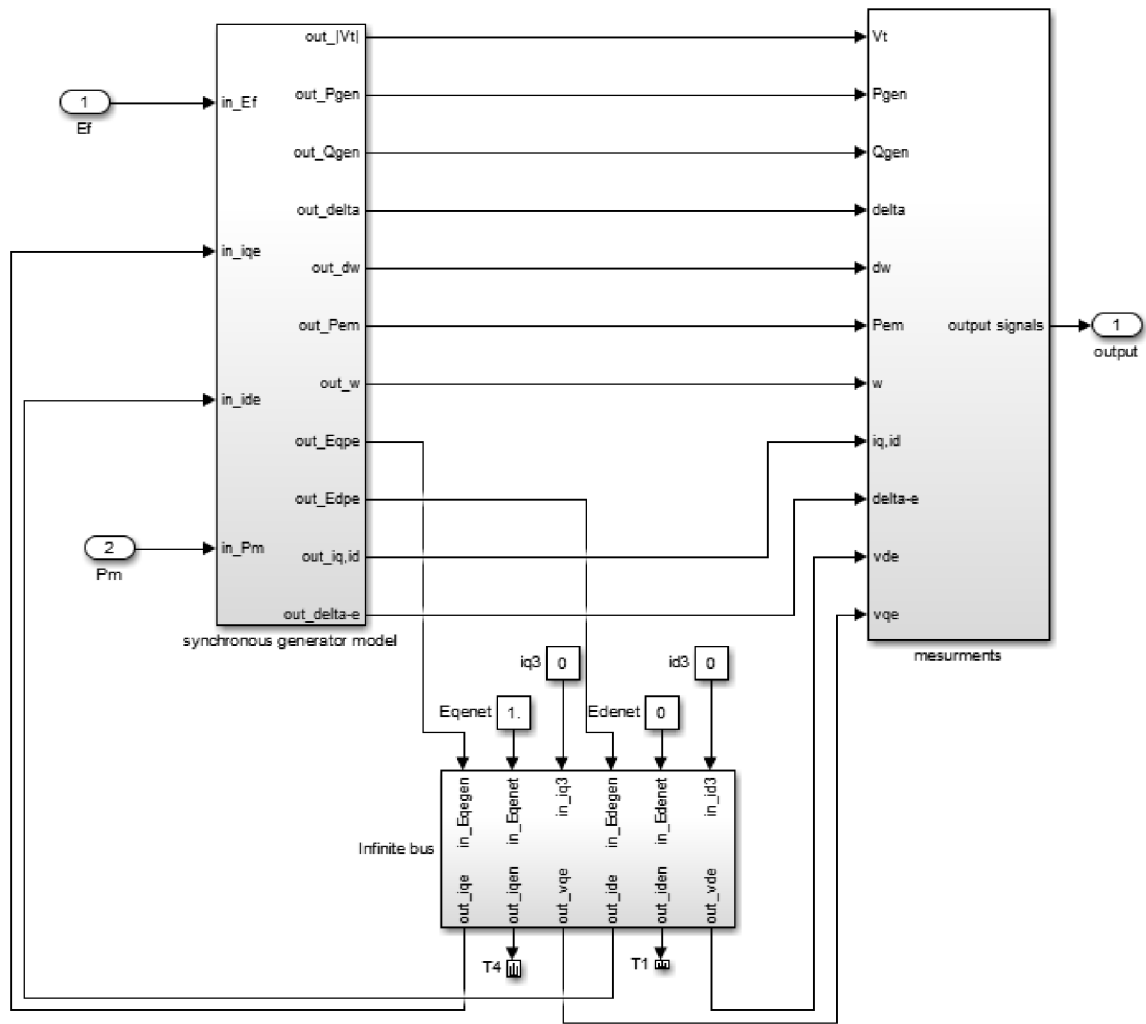 out_|Vt|
Vt
1
in_Ef
Ef
out_Pgen
Pgen
out_Qgen
Qgen
out_delta
delta
in_iqe
out_dw
dw
out_Pem
Pem
output signals
1
output
out_w
w
in_ide
out_Eqpe
iq,id
out_Edpe
delta-e
2
in_Pm
Pm
out_iq,id
vde
out_delta-e
vqe
synchronous generator model
mesurments
iq3
0
id3
0
Eqenet
1.
Edenet
0
in_Eqegen
in_Eqenet
in_iq3
in_Edegen
in_Edenet
in_id3
Infinite bus
out_iqe
out_iqen
out_vqe
out_ide
out_iden
out_vde
T4
T1